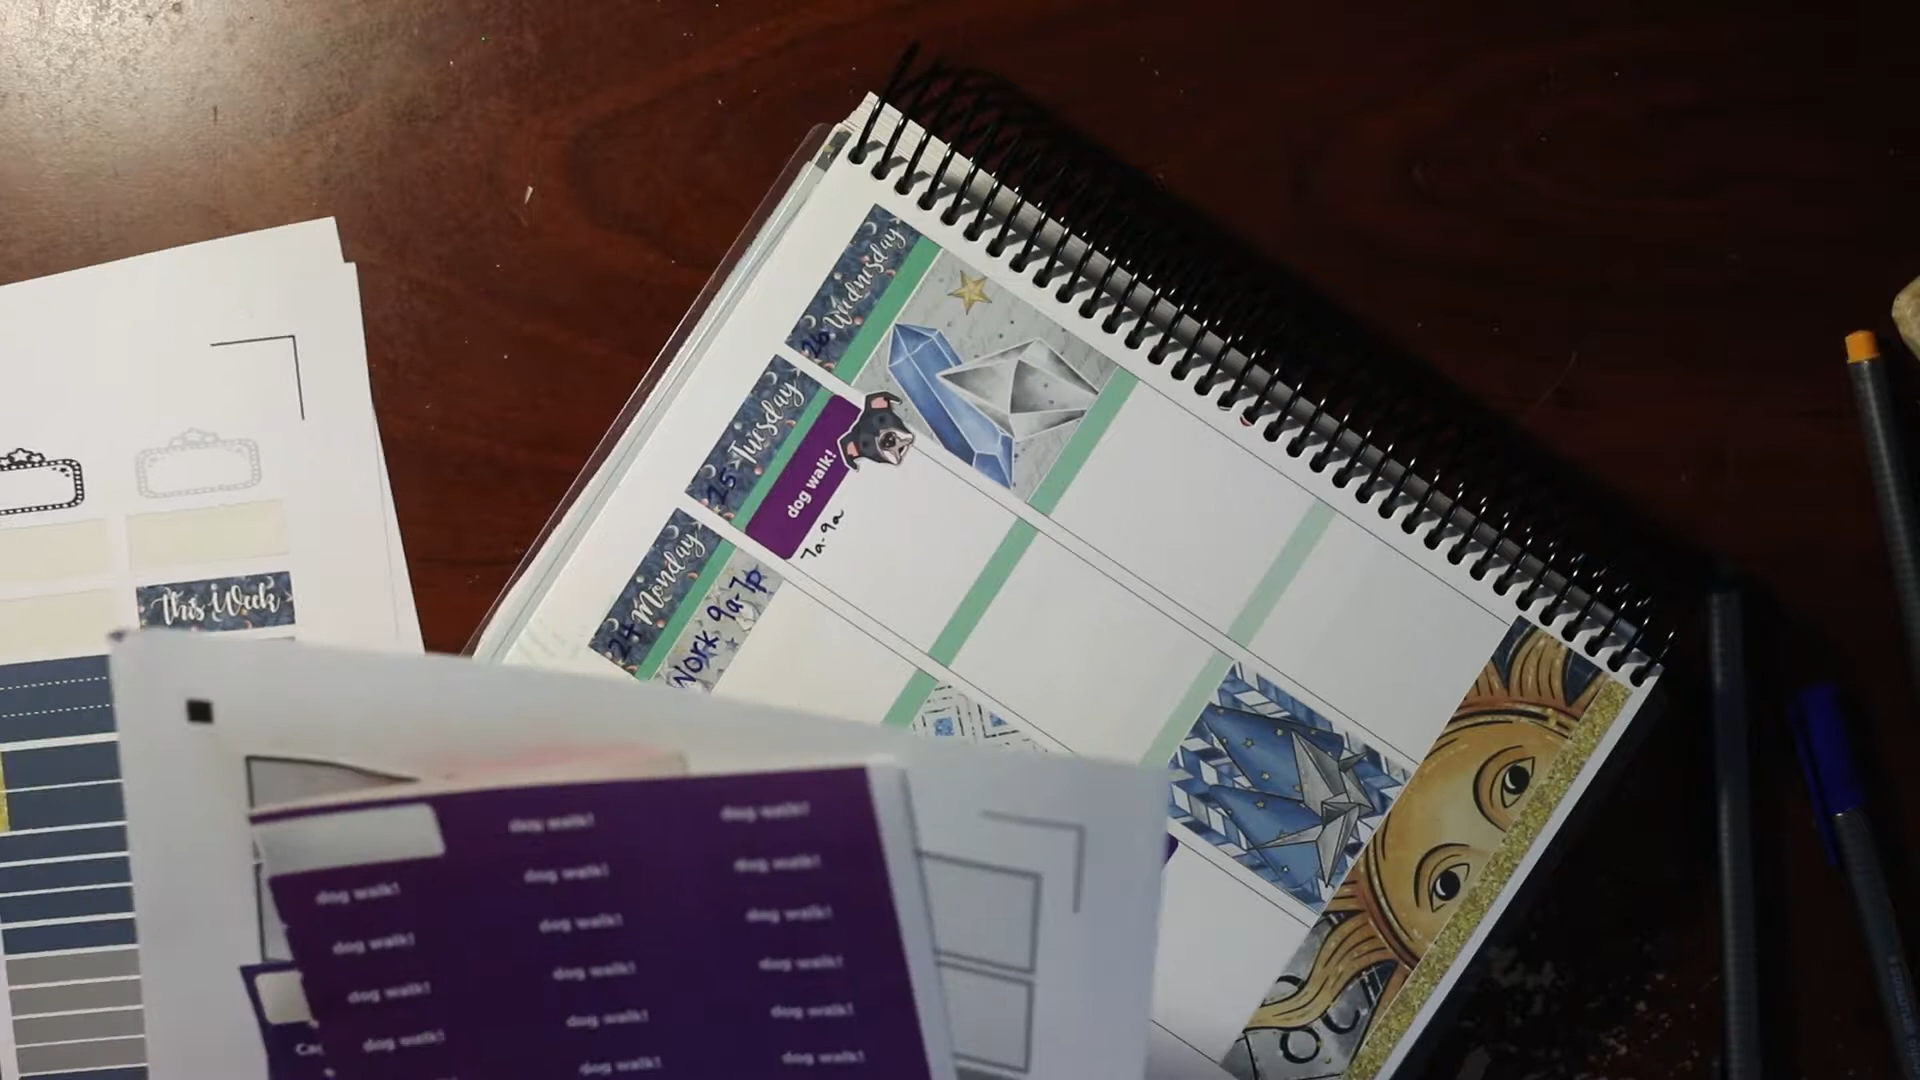 26 Wednesday
25 Tuesday
dog walk!
7a-9a
24 Monday
Work 9a-7p
This Week
dog walk! dog walk!
dog walk! dog walk! dog walk!
dog walk! dog walk! dog walk!
dog walk! dog walk! dog walk!
dog walk! dog walk! dog walk!
dog walk! dog walk!